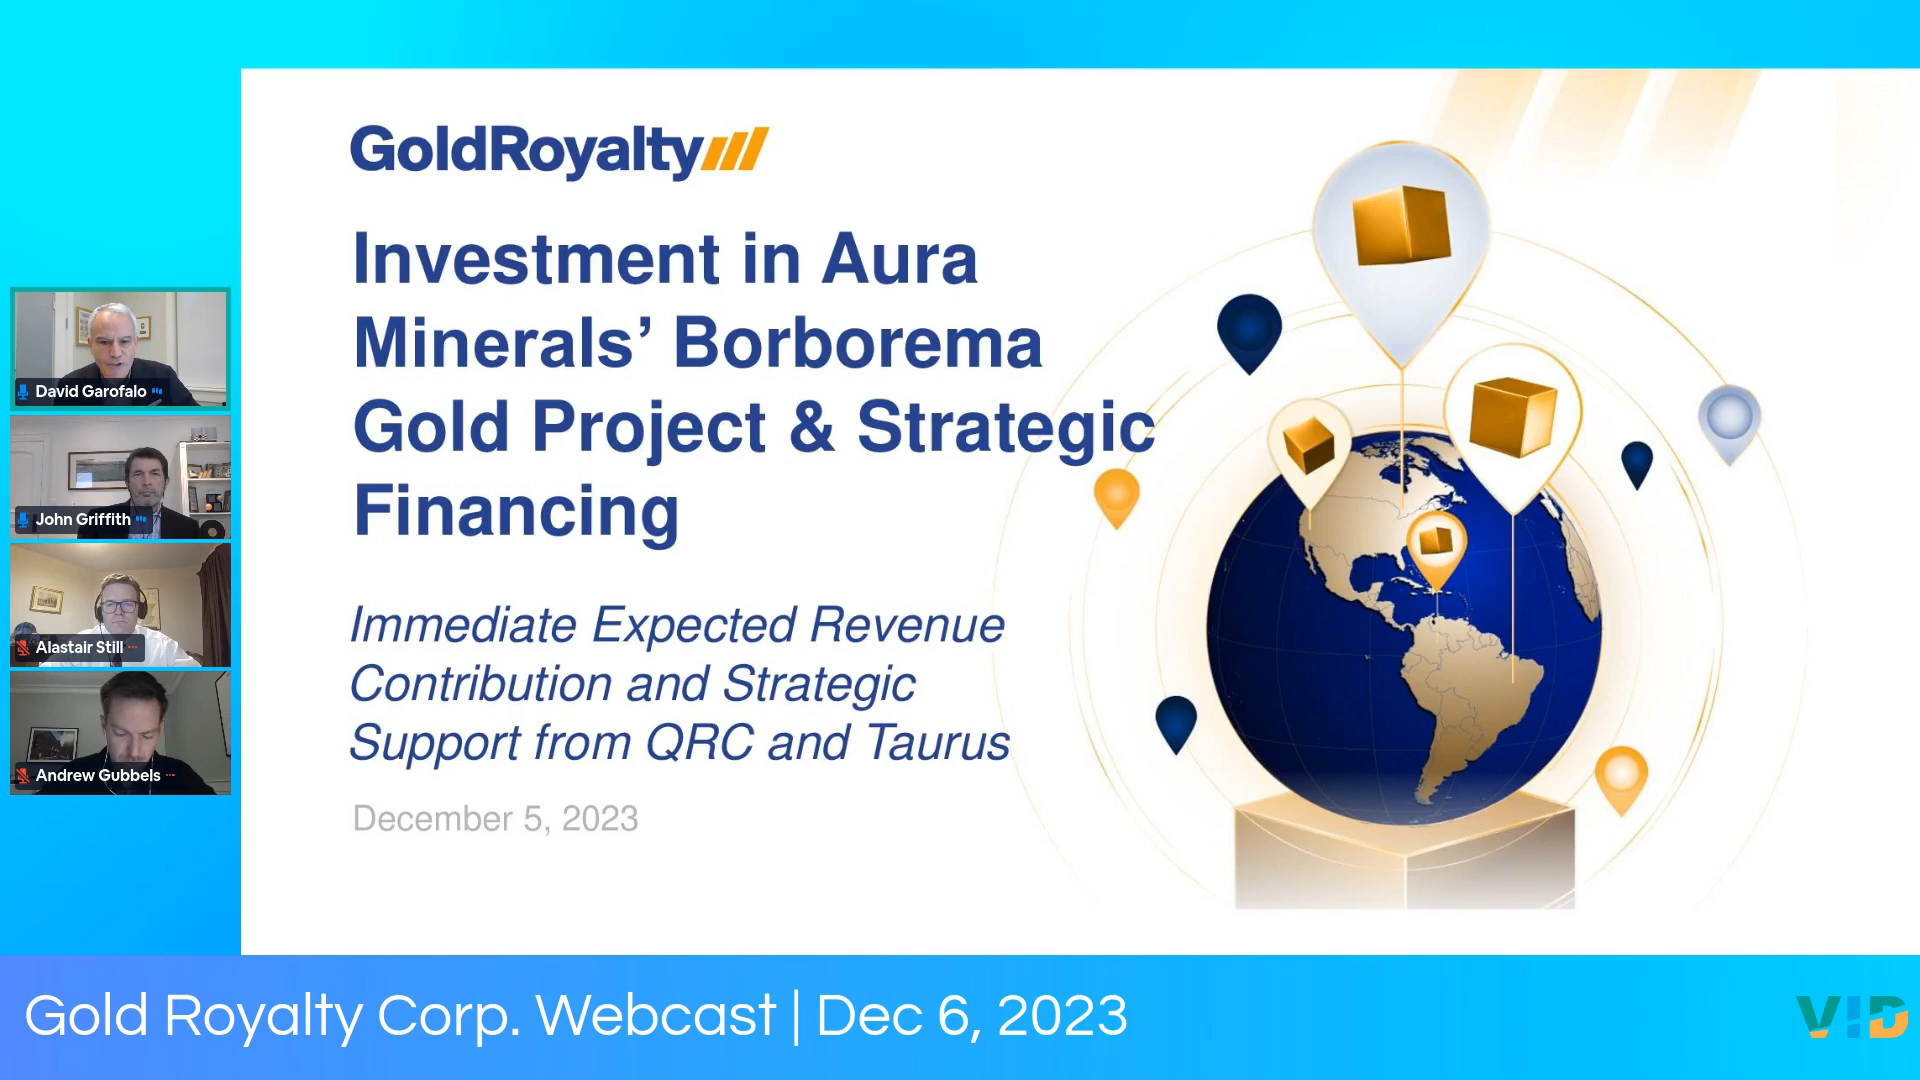 GoldRoyalty
Investment in Aura
Minerals’ Borborema
Gold Project & Strategic
Financing
Immediate Expected Revenue
Contribution and Strategic
Support from QRC and Taurus
December 5, 2023
David Garofalo
John Griffith
Alastair Still
Andrew Gubbels
Gold Royalty Corp. Webcast | Dec 6, 2023
VID